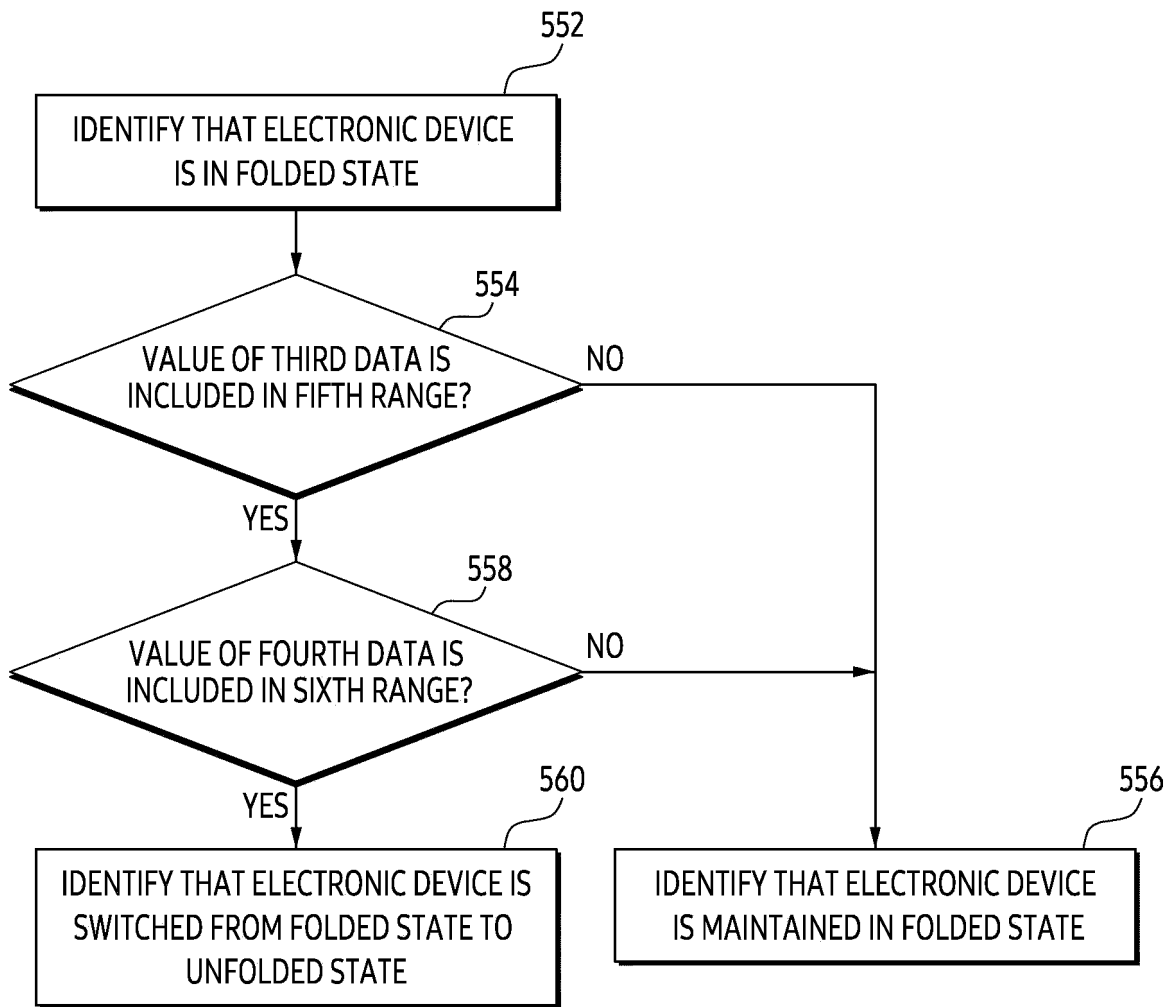 552
IDENTIFY THAT ELECTRONIC DEVICE
IS IN FOLDED STATE
554
VALUE OF THIRD DATA IS
INCLUDED IN FIFTH RANGE?
NO
YES
558
VALUE OF FOURTH DATA IS
INCLUDED IN SIXTH RANGE?
NO
YES
560
IDENTIFY THAT ELECTRONIC DEVICE IS
SWITCHED FROM FOLDED STATE TO
UNFOLDED STATE
556
IDENTIFY THAT ELECTRONIC DEVICE
IS MAINTAINED IN FOLDED STATE